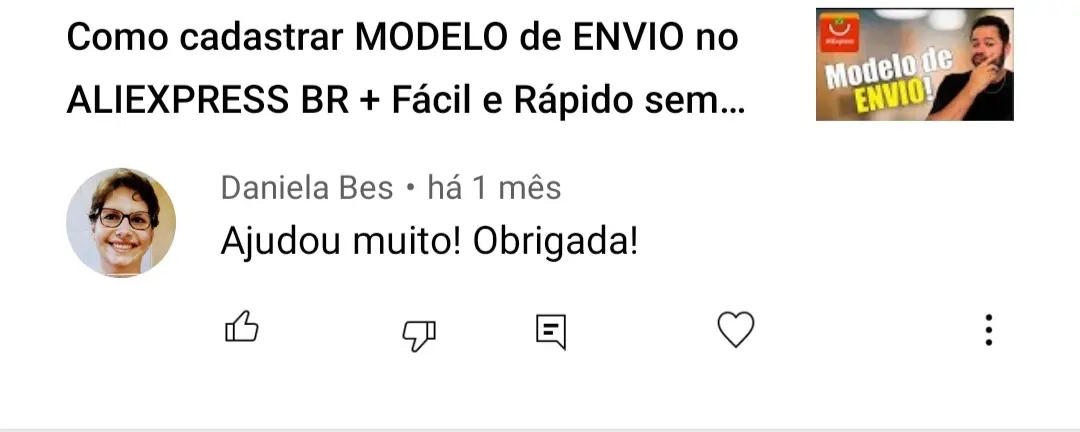 Como cadastrar MODELO de ENVIO no
ALIEXPRESS BR + Fácil e Rápido sem...
AliExpress
Modelo de
ENVIO!
Daniela Bes • há 1 mês
Ajudou muito! Obrigada!